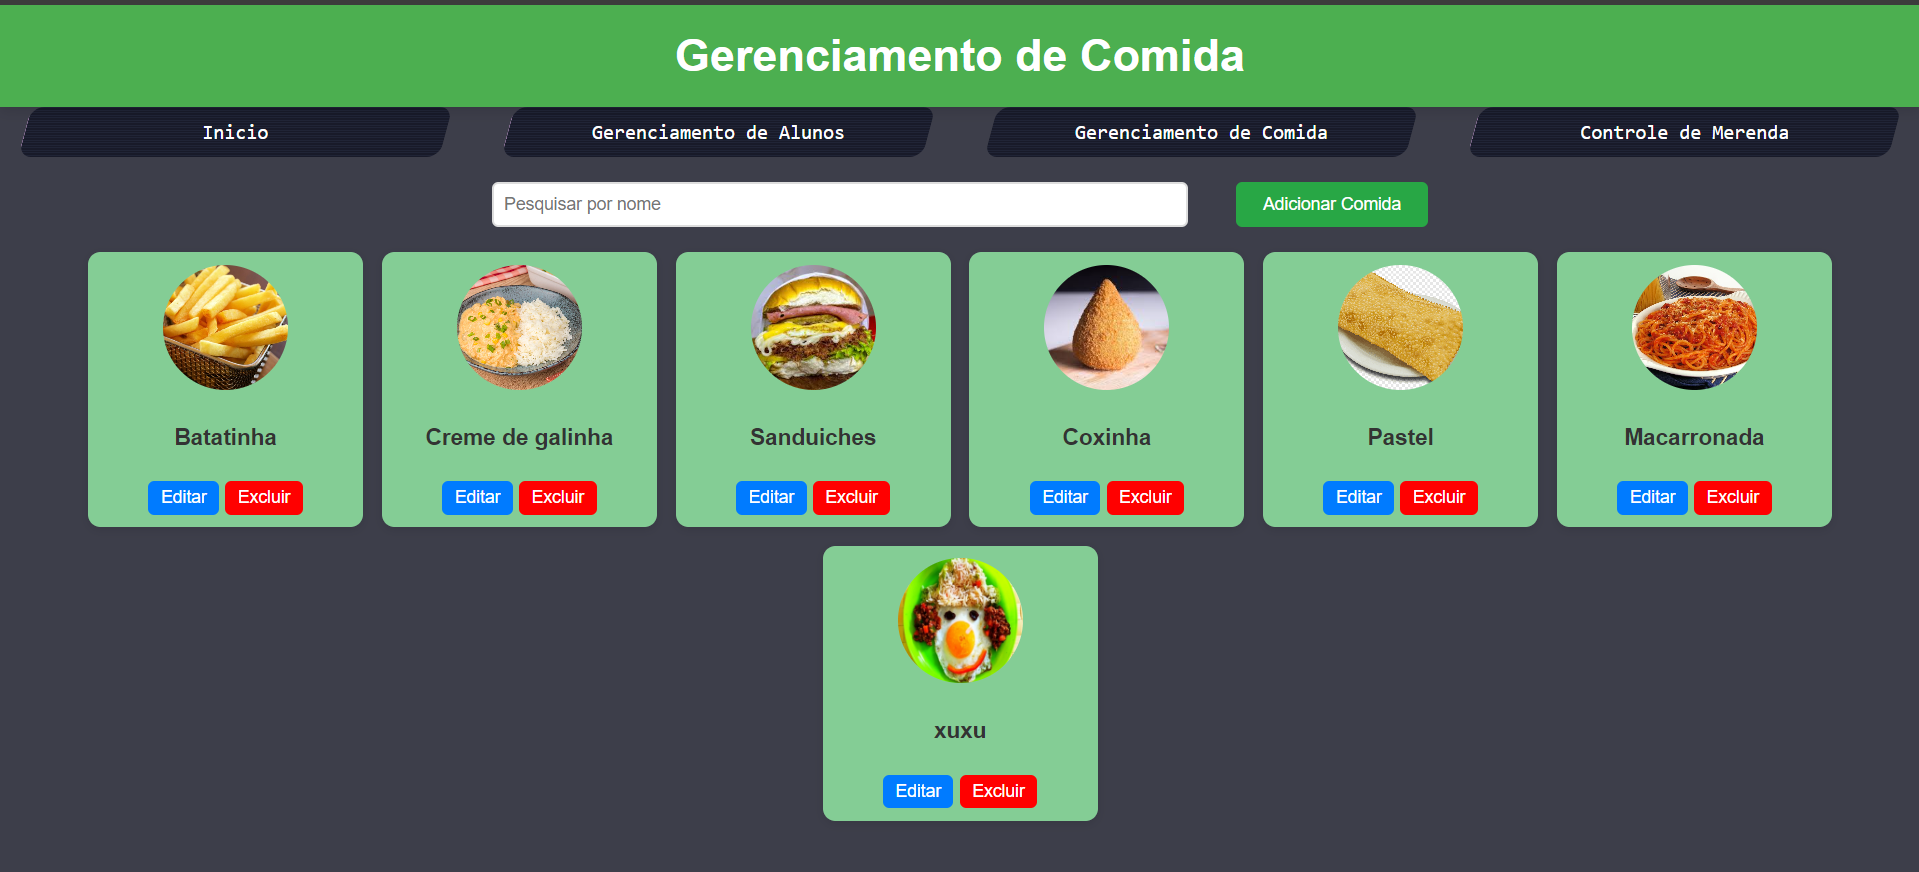 Gerenciamento de Comida
Inicio
Gerenciamento de Alunos
Gerenciamento de Comida
Controle de Merenda
Pesquisar por nome
Adicionar Comida
Batatinha
Creme de galinha
Sanduiches
Coxinha
Pastel
Macarronada
Editar Excluir
Editar Excluir
Editar Excluir
Editar Excluir
Editar Excluir
Editar Excluir
xuxu
Editar Excluir